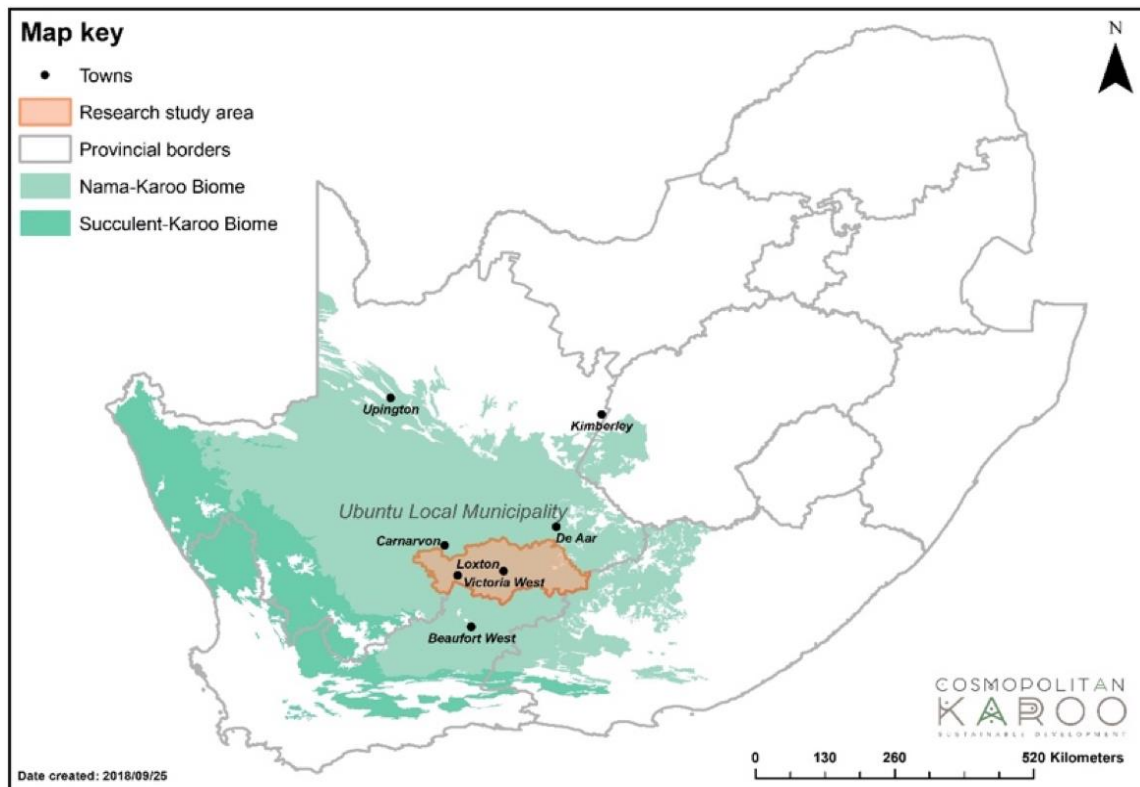 Map key
Towns
Research study area
Provincial borders
Nama-Karoo Biome
Succulent-Karoo Biome
N
Upington
Kimberley
Ubuntu Local Municipality
De Aar
Carnarvon
Loxton
Victoria West
Beaufort West
COSMOPOLITAN
KAROO
SUSTAINABLE DEVELOPMENT
0 130 260 520 Kilometers
Date created: 2018/09/25